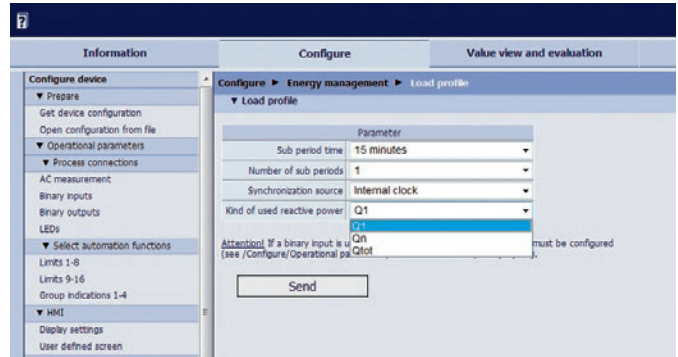 Information
Configure
Value view and evaluation
Configure device
▼ Prepare
Get device configuration
Open configuration from file
▼ Operational parameters
▼ Process connections
AC measurement
Binary inputs
Binary outputs
LEDs
▼ Select automation functions
Limits 1-8
Limits 9-16
Group indications 1-4
▼ HMI
Display settings
User defined screen
Configure ► Energy management ► Load profile
▼ Load profile
Parameter
Sub period time 15 minutes
Number of sub periods 1
Synchronization source Internal clock
Kind of used reactive power Q1
Q1
Qn
Qtot
Attention! If a binary input is u must be configured
(see /Configure/Operational pa
Send